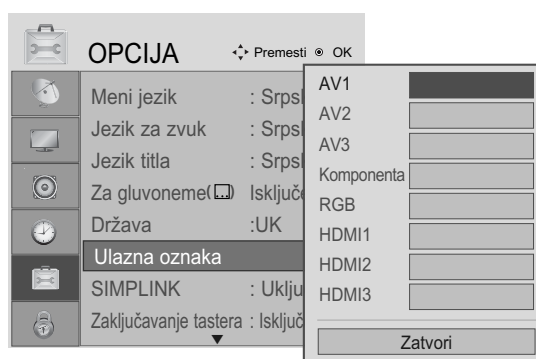 OPCIJA
Premesti
OK
Meni jezik : Srpsl
Jezik za zvuk : Srpsl
Jezik titla : Srpsl
Za gluvoneme( ) Isključe
Država :UK
Ulazna oznaka
SIMPLINK : Uklju
Zaključavanje tastera : Isključ
AV1
AV2
AV3
Komponenta
RGB
HDMI1
HDMI2
HDMI3
Zatvori